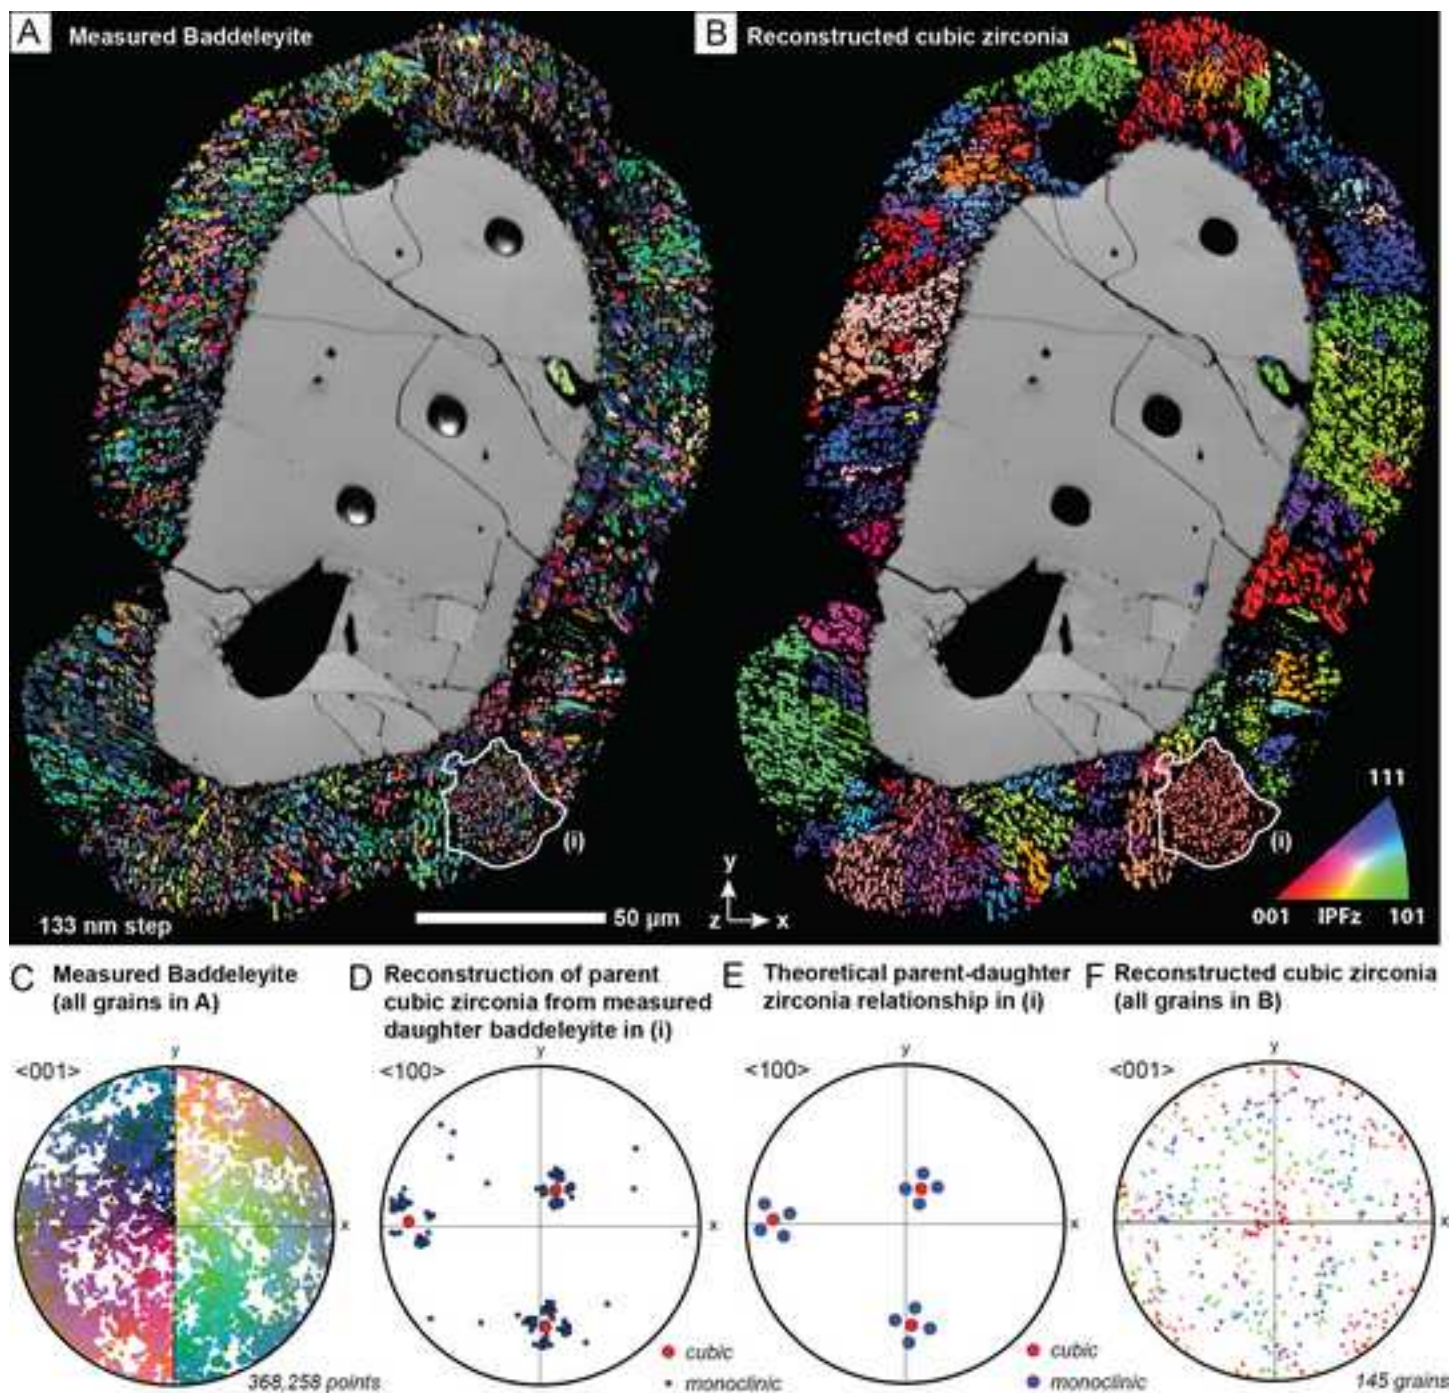 A Measured Baddeleyite
B Reconstructed cubic zirconia
(i)
(i)
111
001 IPFz 101
y
z x
133 nm step
50 µm
C Measured Baddeleyite
(all grains in A)
<001>
y
x
368,258 points
D Reconstruction of parent
cubic zirconia from measured
daughter baddeleyite in (i)
<100>
y
x
cubic
monoclinic
E Theoretical parent-daughter
zirconia relationship in (i)
<100>
y
x
cubic
monoclinic
F Reconstructed cubic zirconia
(all grains in B)
<001>
y
x
145 grains